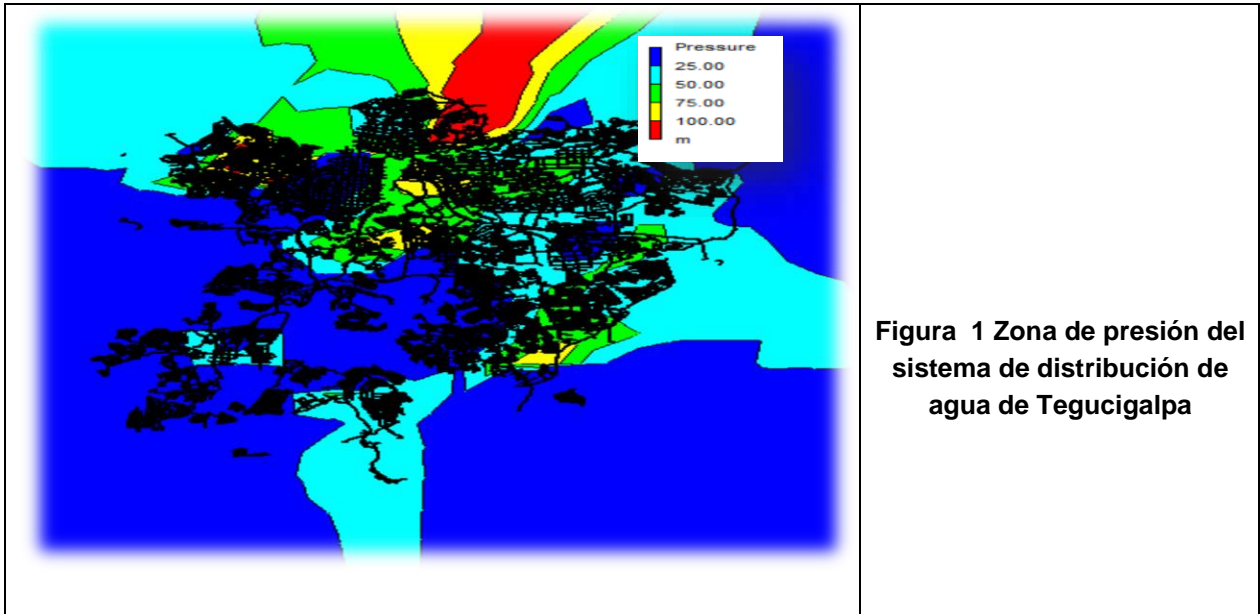 Pressure
25.00
50.00
75.00
100.00
m
Figura 1 Zona de presión del
sistema de distribución de
agua de Tegucigalpa